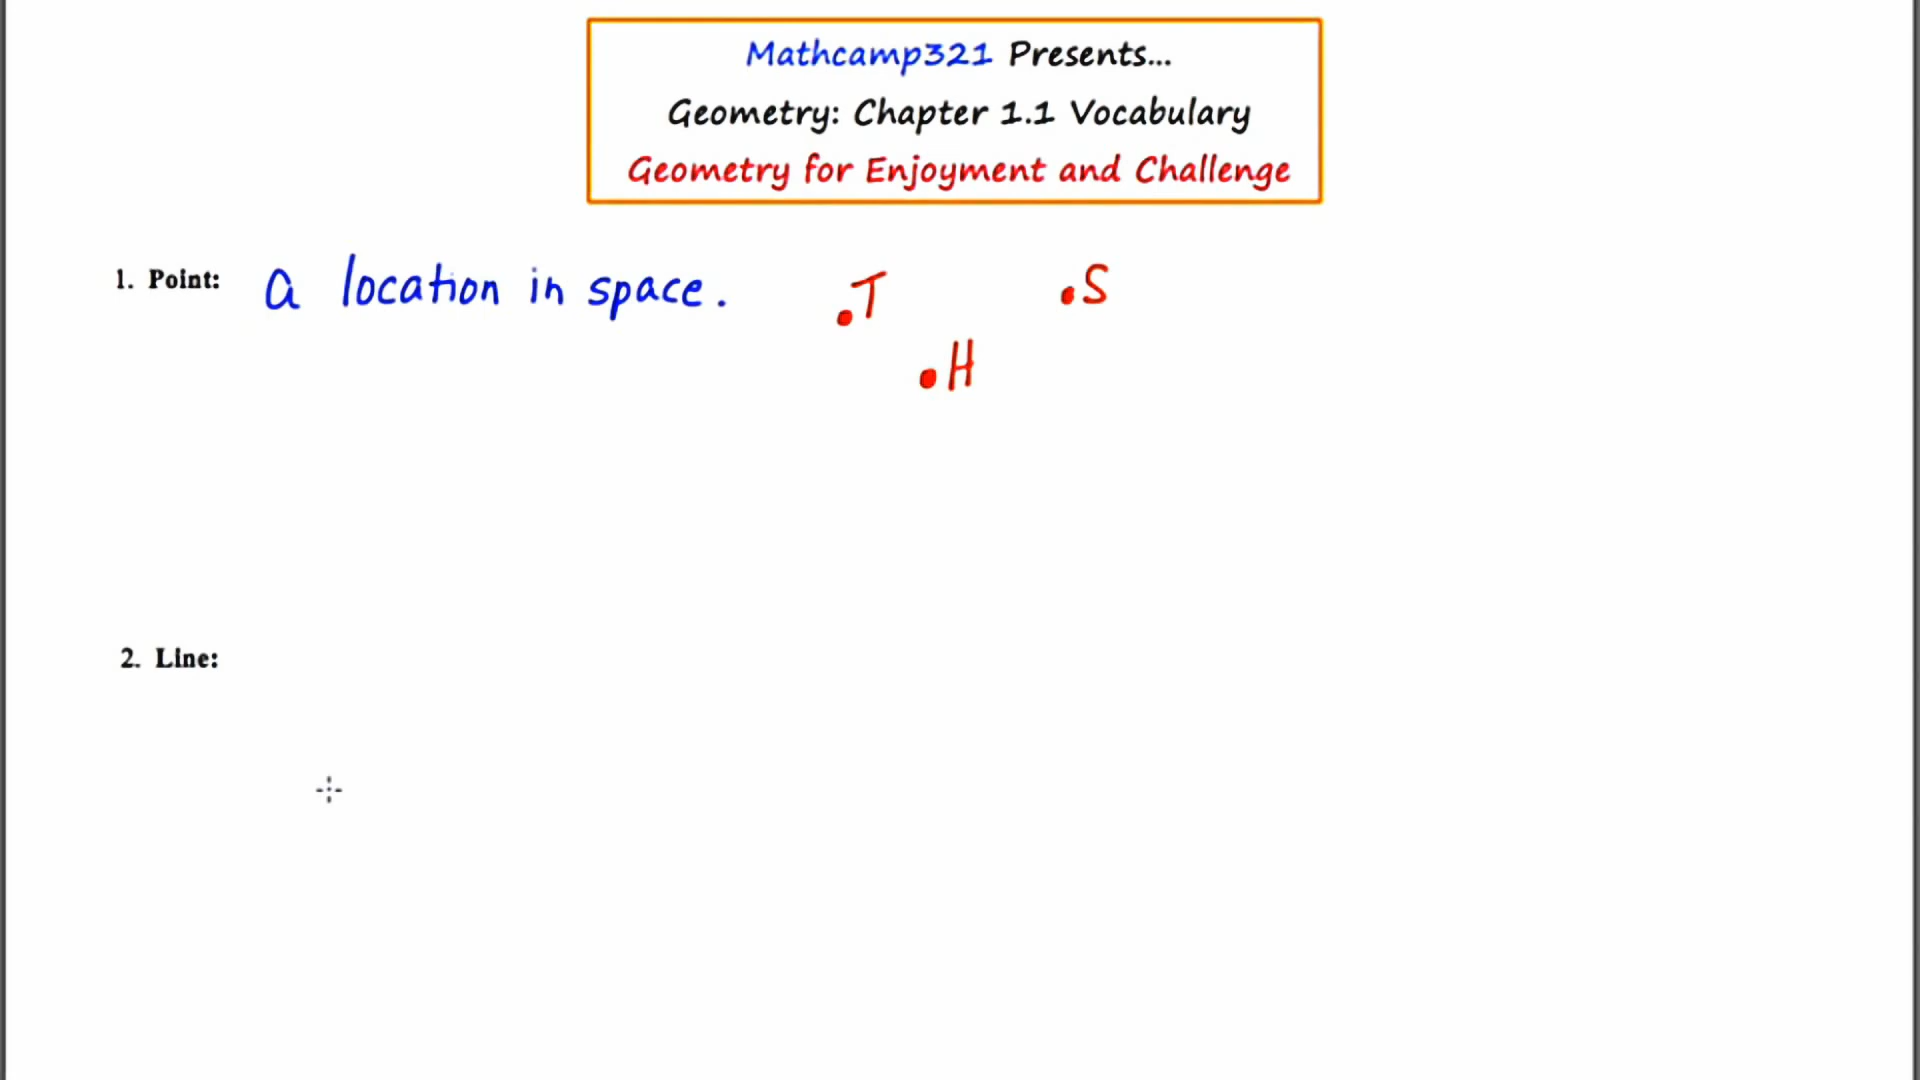 Mathcamp321 Presents...
Geometry: Chapter 1.1 Vocabulary
Geometry for Enjoyment and Challenge
1. Point: a location in space. .T .S
.H
2. Line: